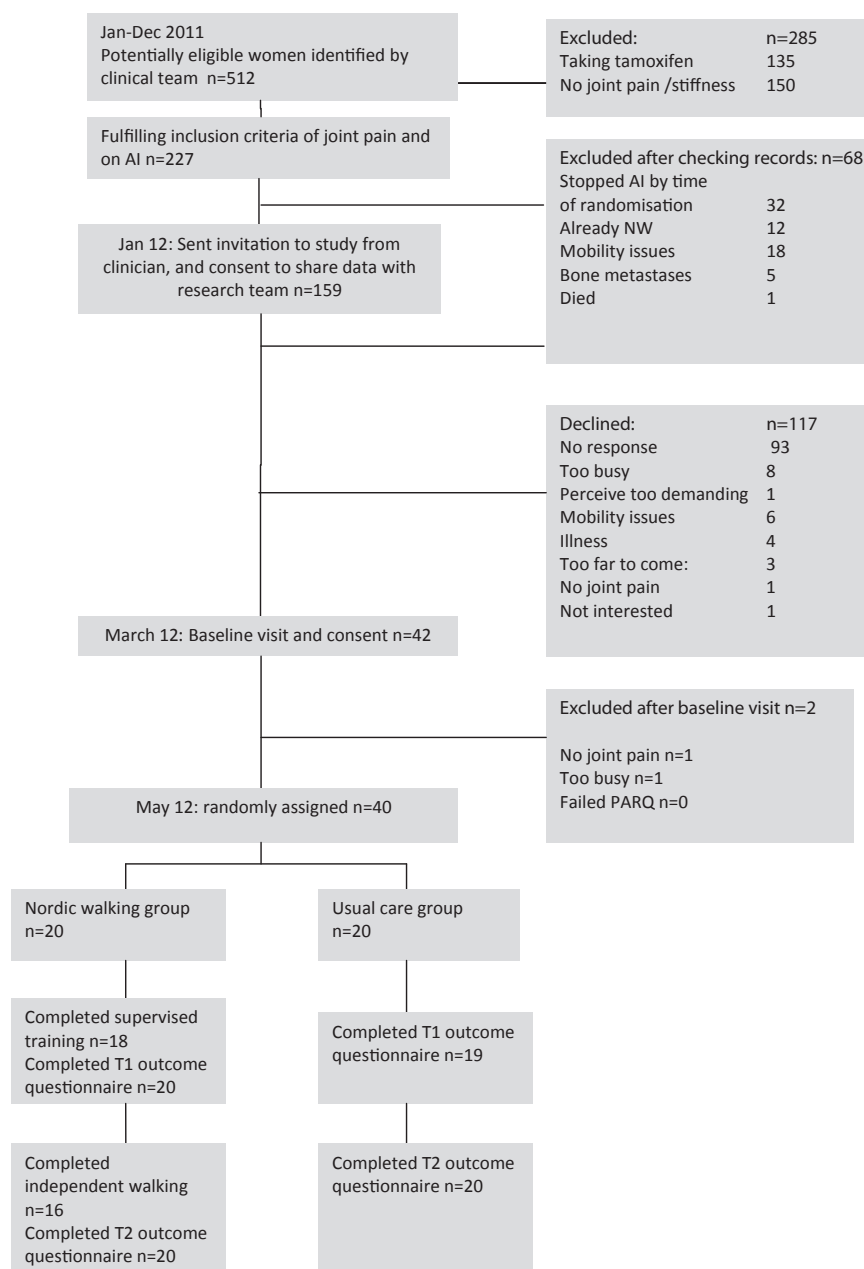 Jan-Dec 2011
Potentially eligible women identified by
clinical team n=512
Excluded: n=285
Taking tamoxifen 135
No joint pain /stiffness 150
Fulfilling inclusion criteria of joint pain and
on AI n=227
Excluded after checking records: n=68
Stopped AI by time
of randomisation 32
Already NW 12
Mobility issues 18
Bone metastases 5
Died 1
Jan 12: Sent invitation to study from
clinician, and consent to share data with
research team n=159
Declined: n=117
No response 93
Too busy 8
Perceive too demanding 1
Mobility issues 6
Illness 4
Too far to come: 3
No joint pain 1
Not interested 1
March 12: Baseline visit and consent n=42
Excluded after baseline visit n=2
No joint pain n=1
Too busy n=1
Failed PARQ n=0
May 12: randomly assigned n=40
Nordic walking group
n=20
Usual care group
n=20
Completed supervised
training n=18
Completed T1 outcome
questionnaire n=20
Completed T1 outcome
questionnaire n=19
Completed
independent walking
n=16
Completed T2 outcome
questionnaire n=20
Completed T2 outcome
questionnaire n=20